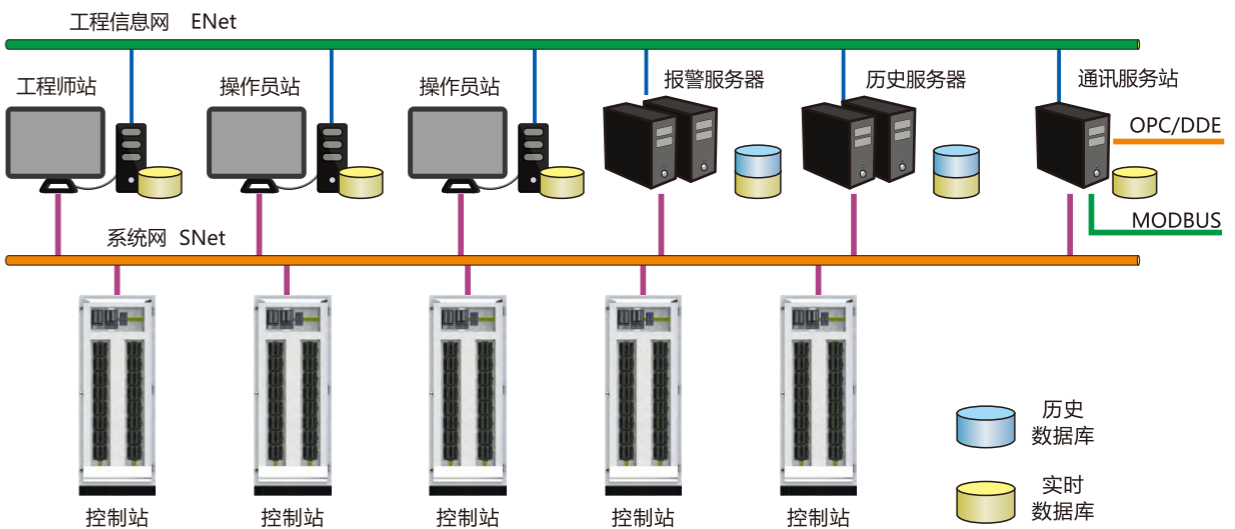 工程信息网 ENet
工程师站
操作员站
操作员站
报警服务器
历史服务器
通讯服务站
OPC/DDE
MODBUS
系统网 SNet
控制站
控制站
控制站
控制站
控制站
历史
数据库
实时
数据库